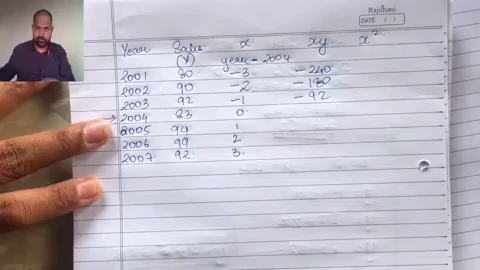 Rajdhani
DATE / /
Year Sales x xy x²
(Y) year - 2004
2001 80 -3 -240
2002 90 -2 -180
2003 92 -1 -92
→ 2004 83 0
2005 94 1
2006 99 2
2007 92 3